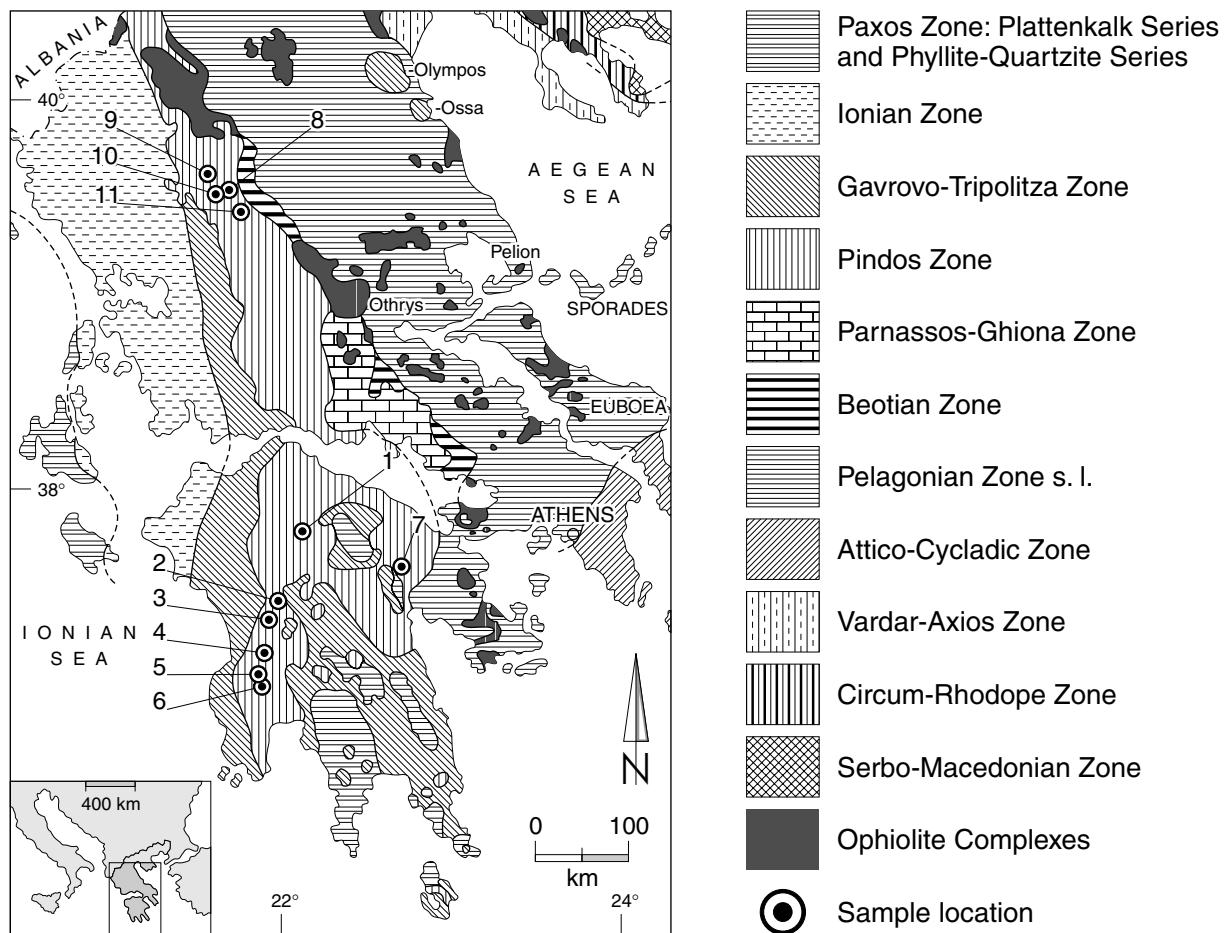 ALBANIA
40°
-Olympos
-Ossa
9
8
10
11
AEGEAN
SEA
Pelion
Othrys
SPORADES
EUBOEA
38°
1
ATHENS
7
2
3
IONIAN
SEA
4
5
6
N
400 km
0 100
km
22°
24°
Paxos Zone: Plattenkalk Series
and Phyllite-Quartzite Series
Ionian Zone
Gavrovo-Tripolitza Zone
Pindos Zone
Parnassos-Ghiona Zone
Beotian Zone
Pelagonian Zone s. l.
Attico-Cycladic Zone
Vardar-Axios Zone
Circum-Rhodope Zone
Serbo-Macedonian Zone
Ophiolite Complexes
Sample location